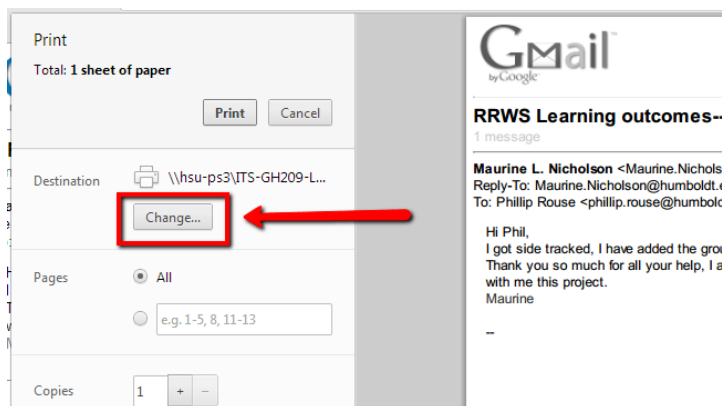 Print
Total: 1 sheet of paper
Print Cancel
Destination \\hsu-ps3\ITS-GH209-L...
Change...
Pages All
e.g. 1-5, 8, 11-13
Copies 1 + −
Gmail
by Google™
RRWS Learning outcomes--
1 message
Maurine L. Nicholson <Maurine.Nichols
Reply-To: Maurine.Nicholson@humboldt.e
To: Phillip Rouse <phillip.rouse@humbold
Hi Phil,
I got side tracked, I have added the grou
Thank you so much for all your help, I a
with me this project.
Maurine
--